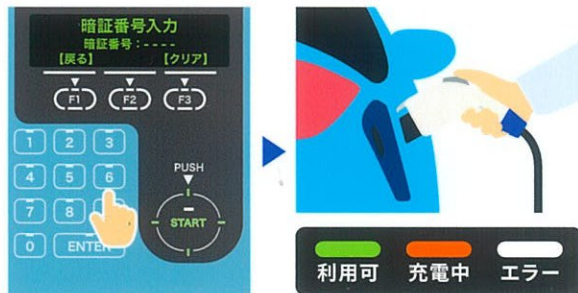 暗証番号入力
暗証番号：----
【戻る】 【クリア】
F1 F2 F3
1 2 3
4 5 6
7 8
0 ENTER
PUSH
START
利用可 充電中 エラー